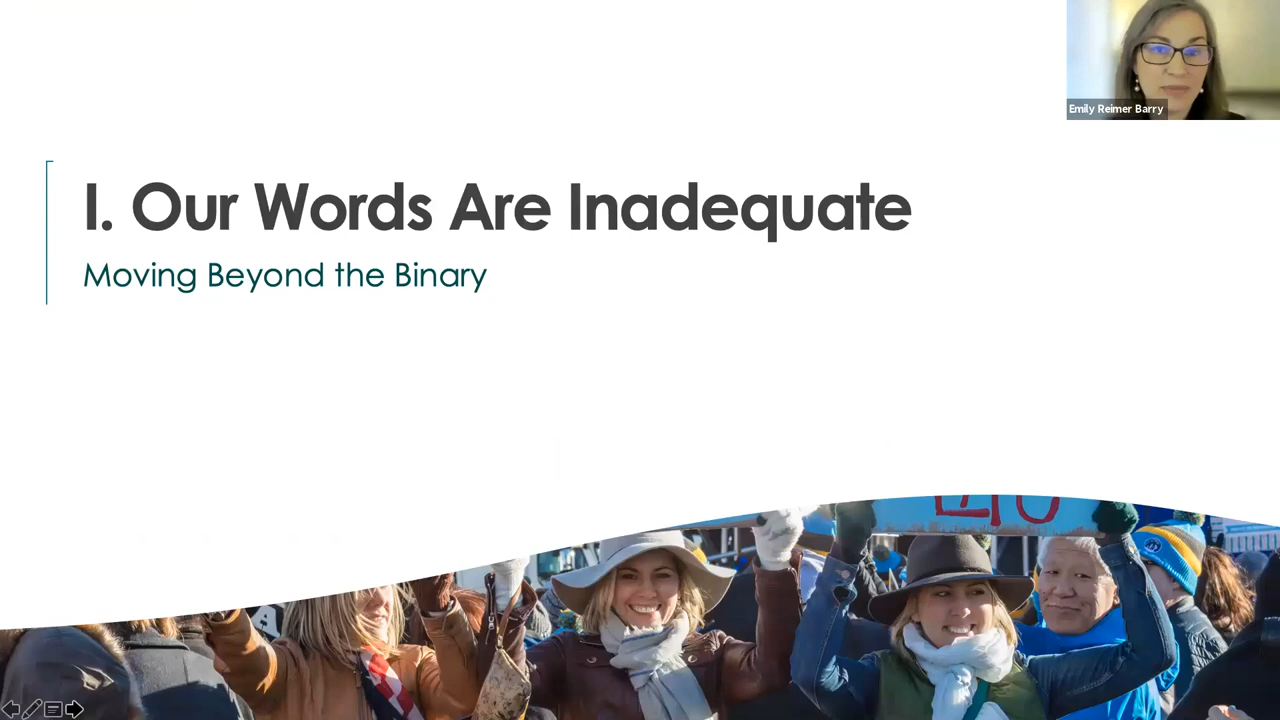 Emily Reimer Barry
I. Our Words Are Inadequate
Moving Beyond the Binary